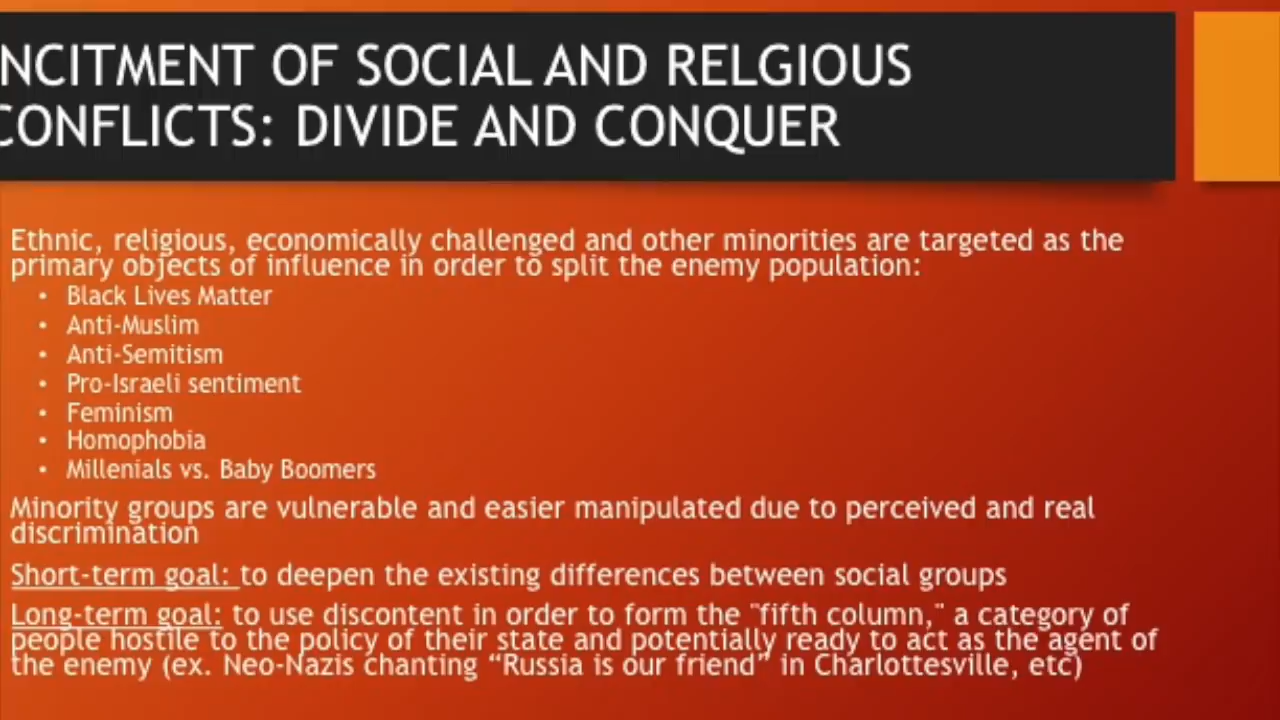 NCITMENT OF SOCIAL AND RELGIOUS
CONFLICTS: DIVIDE AND CONQUER
Ethnic, religious, economically challenged and other minorities are targeted as the
primary objects of influence in order to split the enemy population:
• Black Lives Matter
• Anti-Muslim
• Anti-Semitism
• Pro-Israeli sentiment
• Feminism
• Homophobia
• Millenials vs. Baby Boomers
Minority groups are vulnerable and easier manipulated due to perceived and real
discrimination
Short-term goal: to deepen the existing differences between social groups
Long-term goal: to use discontent in order to form the "fifth column," a category of
people hostile to the policy of their state and potentially ready to act as the agent of
the enemy (ex. Neo-Nazis chanting “Russia is our friend” in Charlottesville, etc)